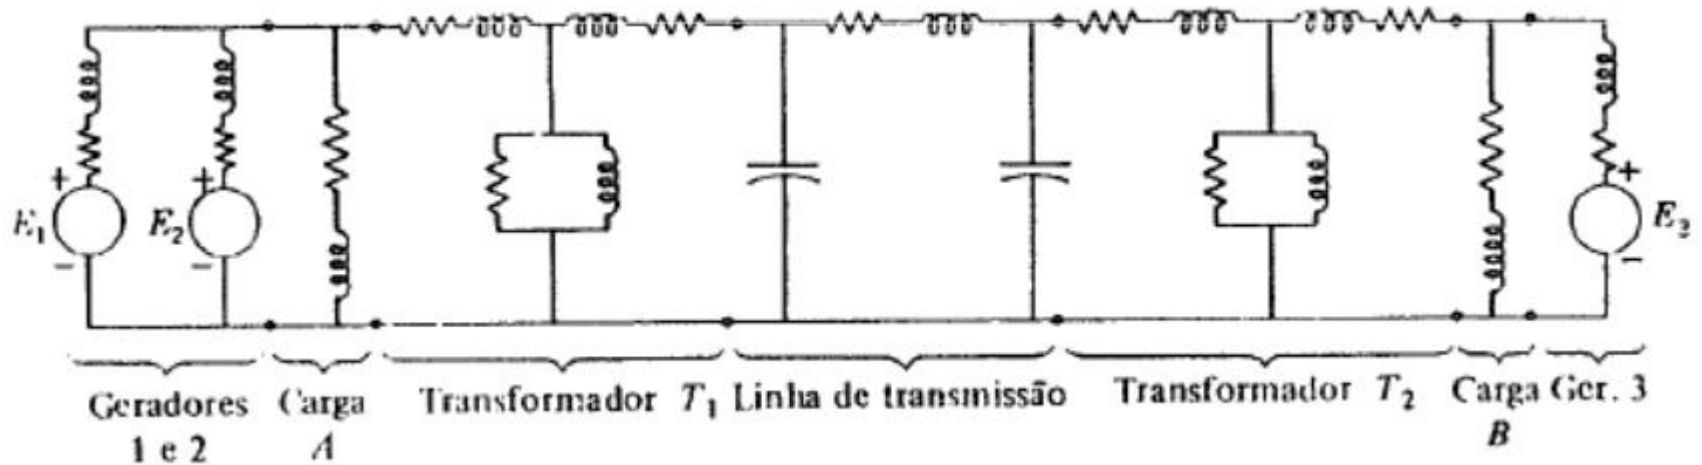 + + +
E₁ E₂ E₃
− − −
Geradores Carga Transformador T₁ Linha de transmissão Transformador T₂ Carga Ger. 3
1 e 2 A B